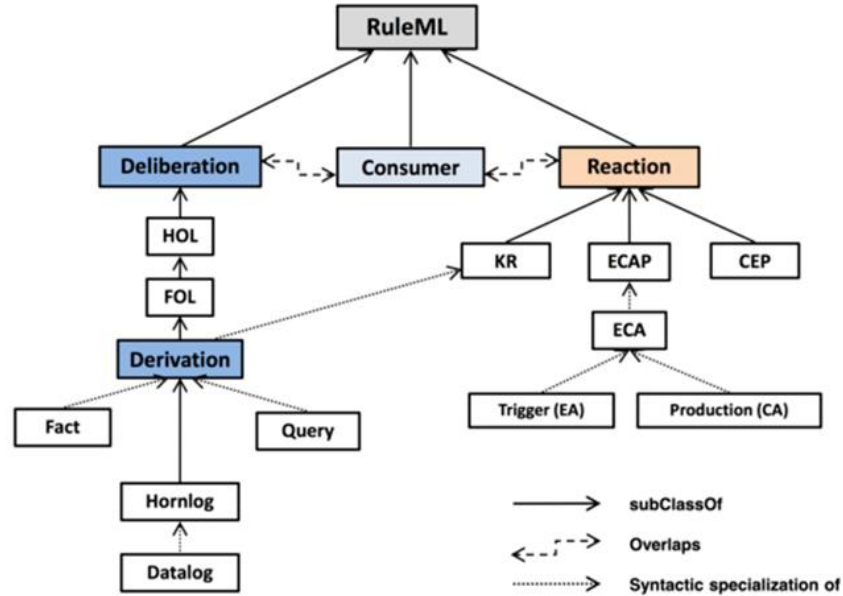 RuleML
Deliberation
Consumer
Reaction
HOL
KR
ECAP
CEP
FOL
ECA
Derivation
Trigger (EA)
Production (CA)
Fact
Query
Hornlog
subClassOf
Overlaps
Datalog
Syntactic specialization of